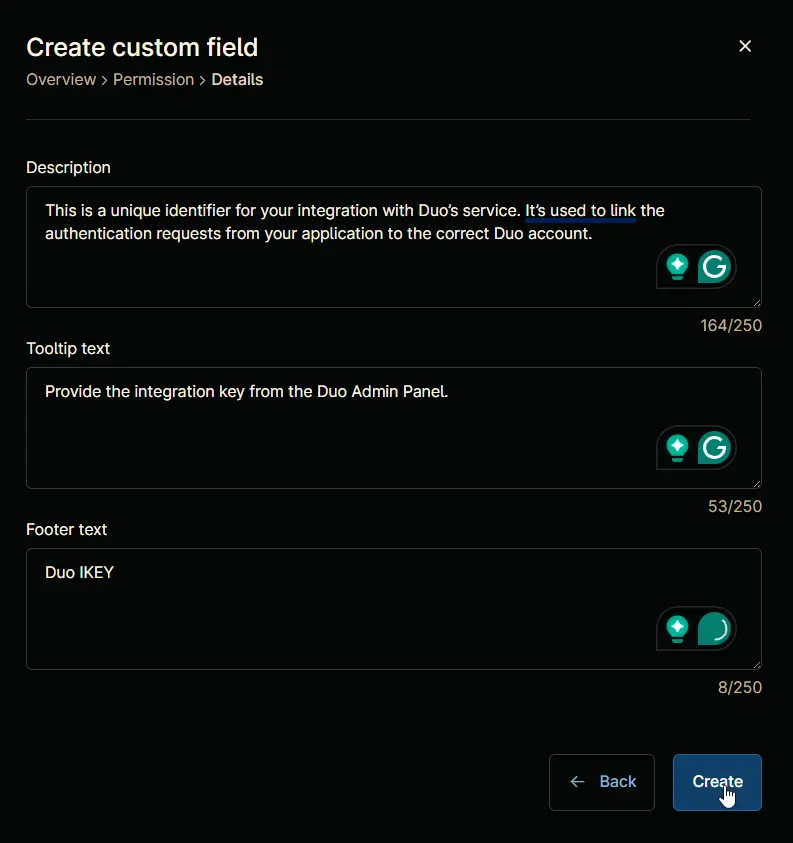 Create custom field
Overview > Permission > Details
Description
This is a unique identifier for your integration with Duo’s service. It’s used to link the
authentication requests from your application to the correct Duo account.
164/250
Tooltip text
Provide the integration key from the Duo Admin Panel.
53/250
Footer text
Duo IKEY
8/250
← Back
Create